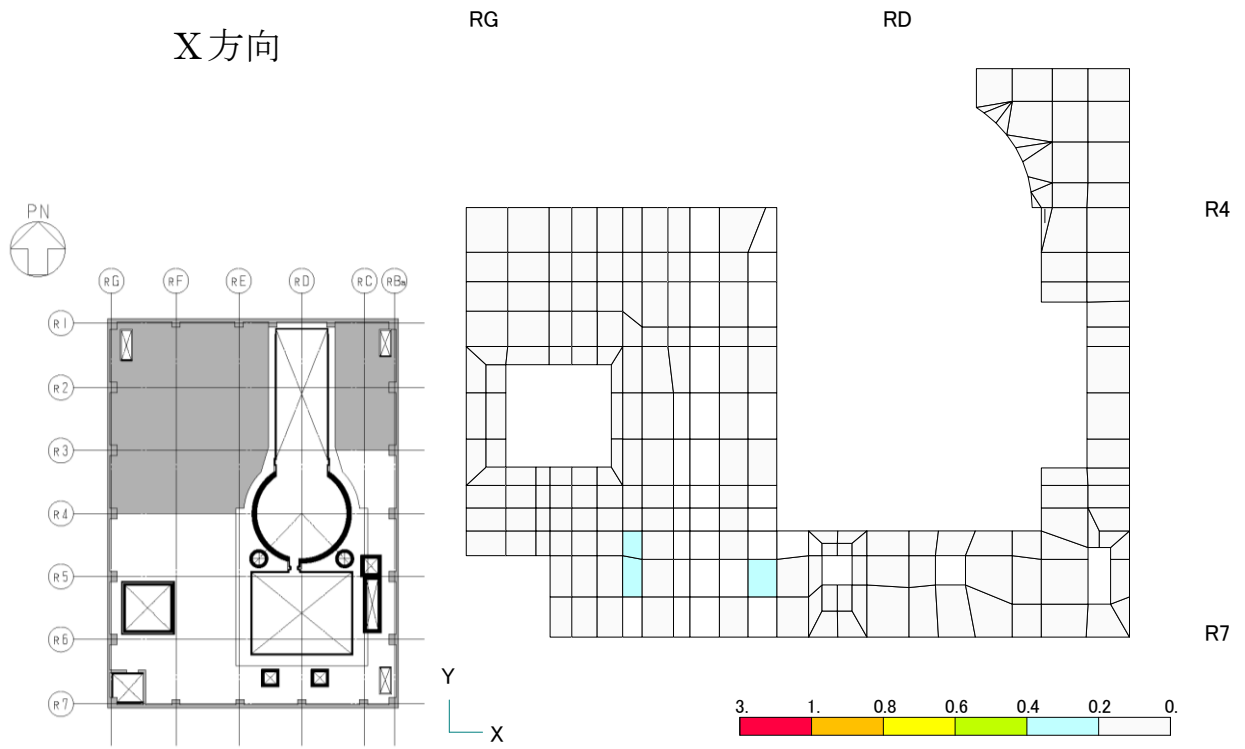 X方向
RG RD
R4
R7
PN
RG RF RE RD RC RBa
R1
R2
R3
R4
R5
R6
R7
Y
X
3. 1. 0.8 0.6 0.4 0.2 0.